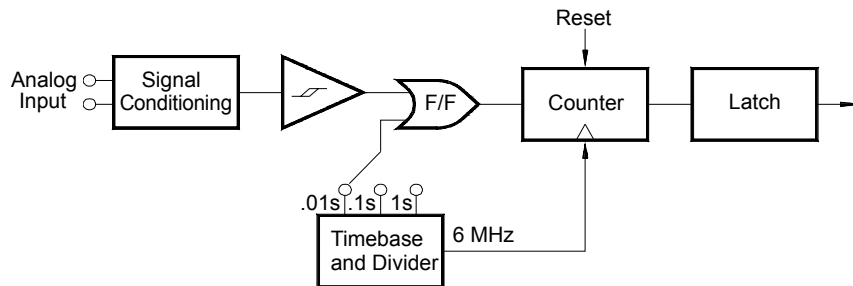 Reset
Analog
Input
Signal
Conditioning
F/F
Counter
Latch
.01s .1s 1s
Timebase
and Divider
6 MHz